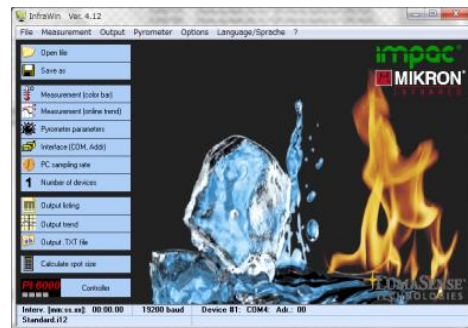 InfraWin Ver. 4.12
File Measurement Output Pyrometer Options Language/Sprache ?
Open file
Save as
Measurement (color bar)
Measurement (online trend)
Pyrometer parameters
Interface (COM, Addr)
PC sampling rate
1 Number of devices
Output listing
Output trend
Output .TXT file
Calculate spot size
PI 6000 Controller
impac
MIKRON
INFRARED
LUMASENSE
TECHNOLOGIES
Interv. [mm:ss.xx]: 00:00.00 19200 baud Device #1: COM4: Adr.: 00
Standard.i12